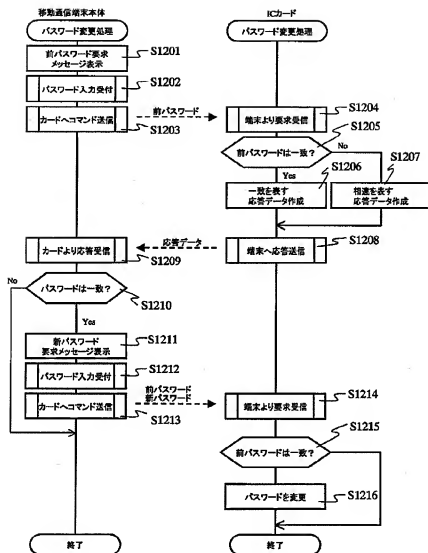 移動通信端末本体
ICカード
パスワード変更処理
パスワード変更処理
前パスワード要求
メッセージ表示
S1201
パスワード入力受付
S1202
カードへコマンド送信
S1203
前パスワード
端末より要求受信
S1204
前パスワードは一致?
S1205
No
Yes
一致を表す
応答データ作成
S1206
相違を表す
応答データ作成
S1207
カードより応答受信
S1209
応答データ
端末へ応答送信
S1208
パスワードは一致?
S1210
No
Yes
新パスワード
要求メッセージ表示
S1211
パスワード入力受付
S1212
カードへコマンド送信
S1213
前パスワード
新パスワード
端末より要求受信
S1214
前パスワードは一致?
S1215
パスワードを変更
S1216
終了
終了